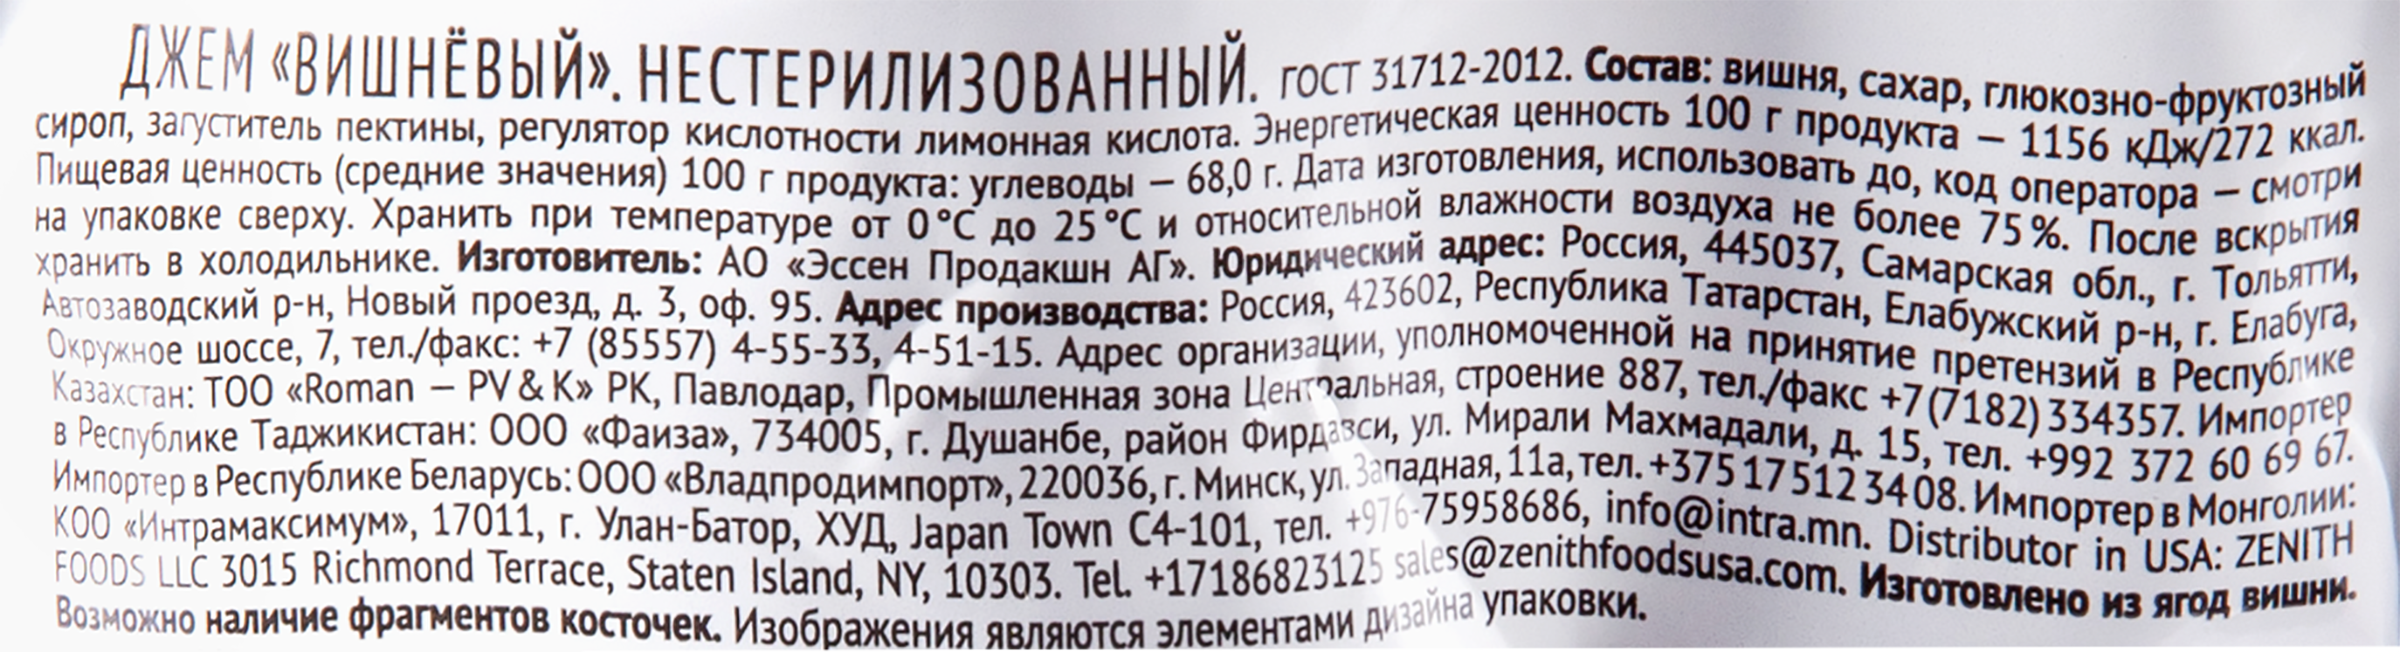 ДЖЕМ «ВИШНЁВЫЙ». НЕСТЕРИЛИЗОВАННЫЙ. ГОСТ 31712-2012. Состав: вишня, сахар, глюкозно-фруктозный
сироп, загуститель пектины, регулятор кислотности лимонная кислота. Энергетическая ценность 100 г продукта – 1156 кДж/272 ккал.
Пищевая ценность (средние значения) 100 г продукта: углеводы – 68,0 г. Дата изготовления, использовать до, код оператора – смотри
на упаковке сверху. Хранить при температуре от 0 °C до 25 °C и относительной влажности воздуха не более 75 %. После вскрытия
хранить в холодильнике. Изготовитель: АО «Эссен Продакшн АГ». Юридический адрес: Россия, 445037, Самарская обл., г. Тольятти,
Автозаводский р-н, Новый проезд, д. 3, оф. 95. Адрес производства: Россия, 423602, Республика Татарстан, Елабужский р-н, г. Елабуга,
Окружное шоссе, 7, тел./факс: +7 (85557) 4-55-33, 4-51-15. Адрес организации, уполномоченной на принятие претензий в Республике
Казахстан: ТОО «Roman – PV & K» РК, Павлодар, Промышленная зона Центральная, строение 887, тел./факс +7 (7182) 334357. Импортер
в Республике Таджикистан: ООО «Фаиза», 734005, г. Душанбе, район Фирдавси, ул. Мирали Махмадали, д. 15, тел. +992 372 60 69 67.
Импортер в Республике Беларусь: ООО «Владпродимпорт», 220036, г. Минск, ул. Западная, 11а, тел. +375 17 512 34 08. Импортер в Монголии:
КОО «Интрамаксимум», 17011, г. Улан-Батор, ХУД, Japan Town C4-101, тел. +976-75958686, info@intra.mn. Distributor in USA: ZENITH
FOODS LLC 3015 Richmond Terrace, Staten Island, NY, 10303. Tel. +17186823125 sales@zenithfoodsusa.com. Изготовлено из ягод вишни.
Возможно наличие фрагментов косточек. Изображения являются элементами дизайна упаковки.